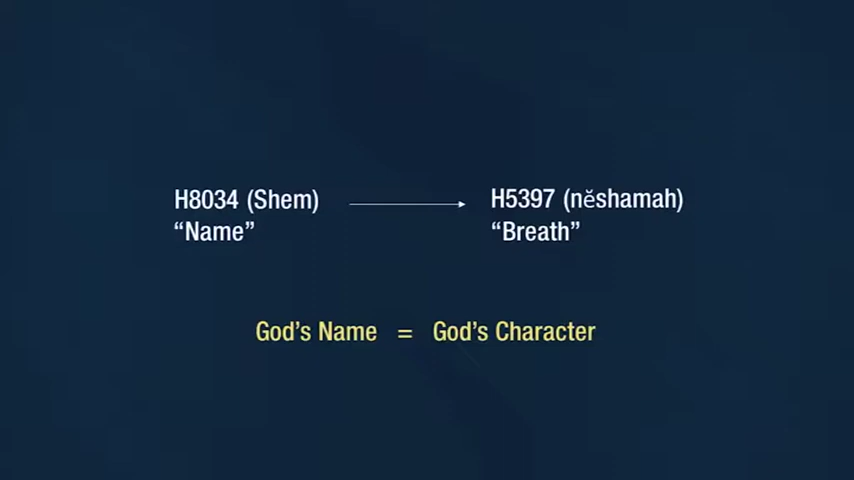 H8034 (Shem) H5397 (nĕshamah)
“Name” “Breath”
God’s Name = God’s Character